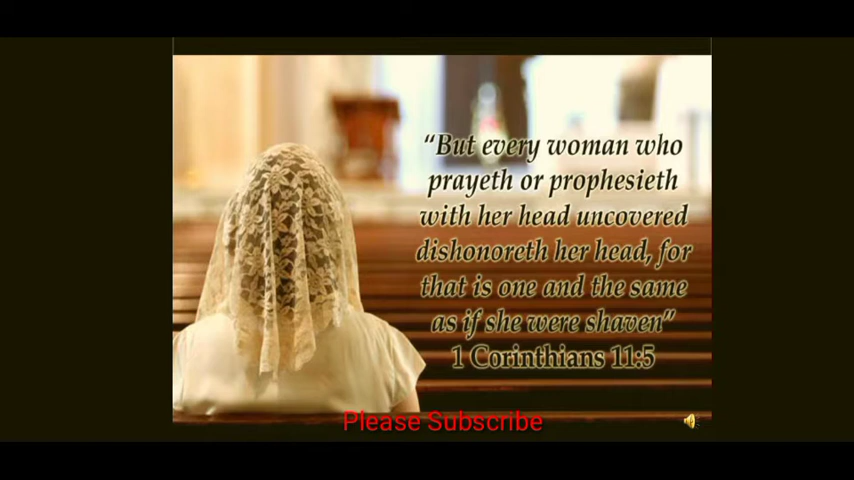 “But every woman who
prayeth or prophesieth
with her head uncovered
dishonoreth her head, for
that is one and the same
as if she were shaven”
1 Corinthians 11:5
Please Subscribe